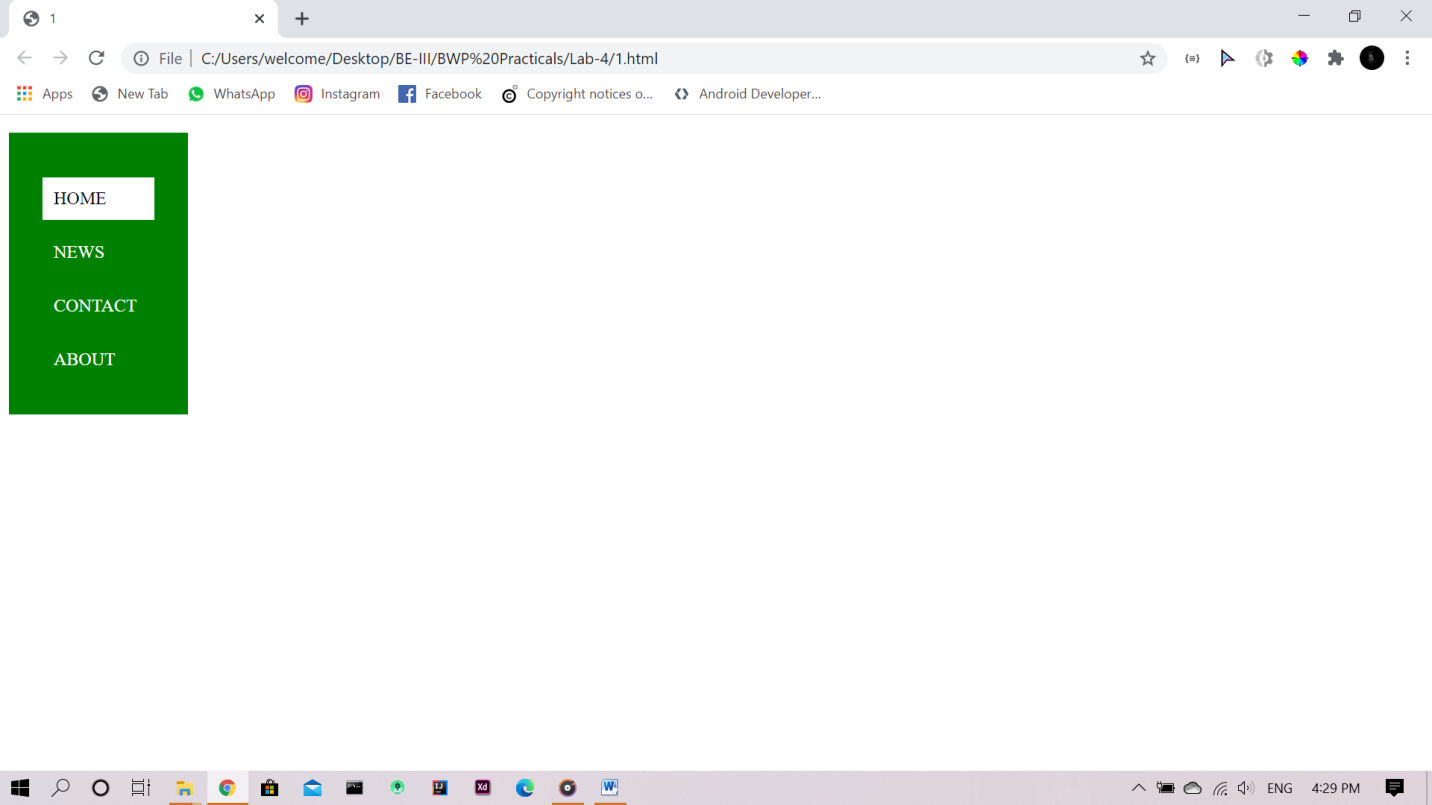 1
File C:/Users/welcome/Desktop/BE-III/BWP%20Practicals/Lab-4/1.html
Apps New Tab WhatsApp Instagram Facebook Copyright notices o... Android Developer...
HOME
NEWS
CONTACT
ABOUT
ENG 4:29 PM